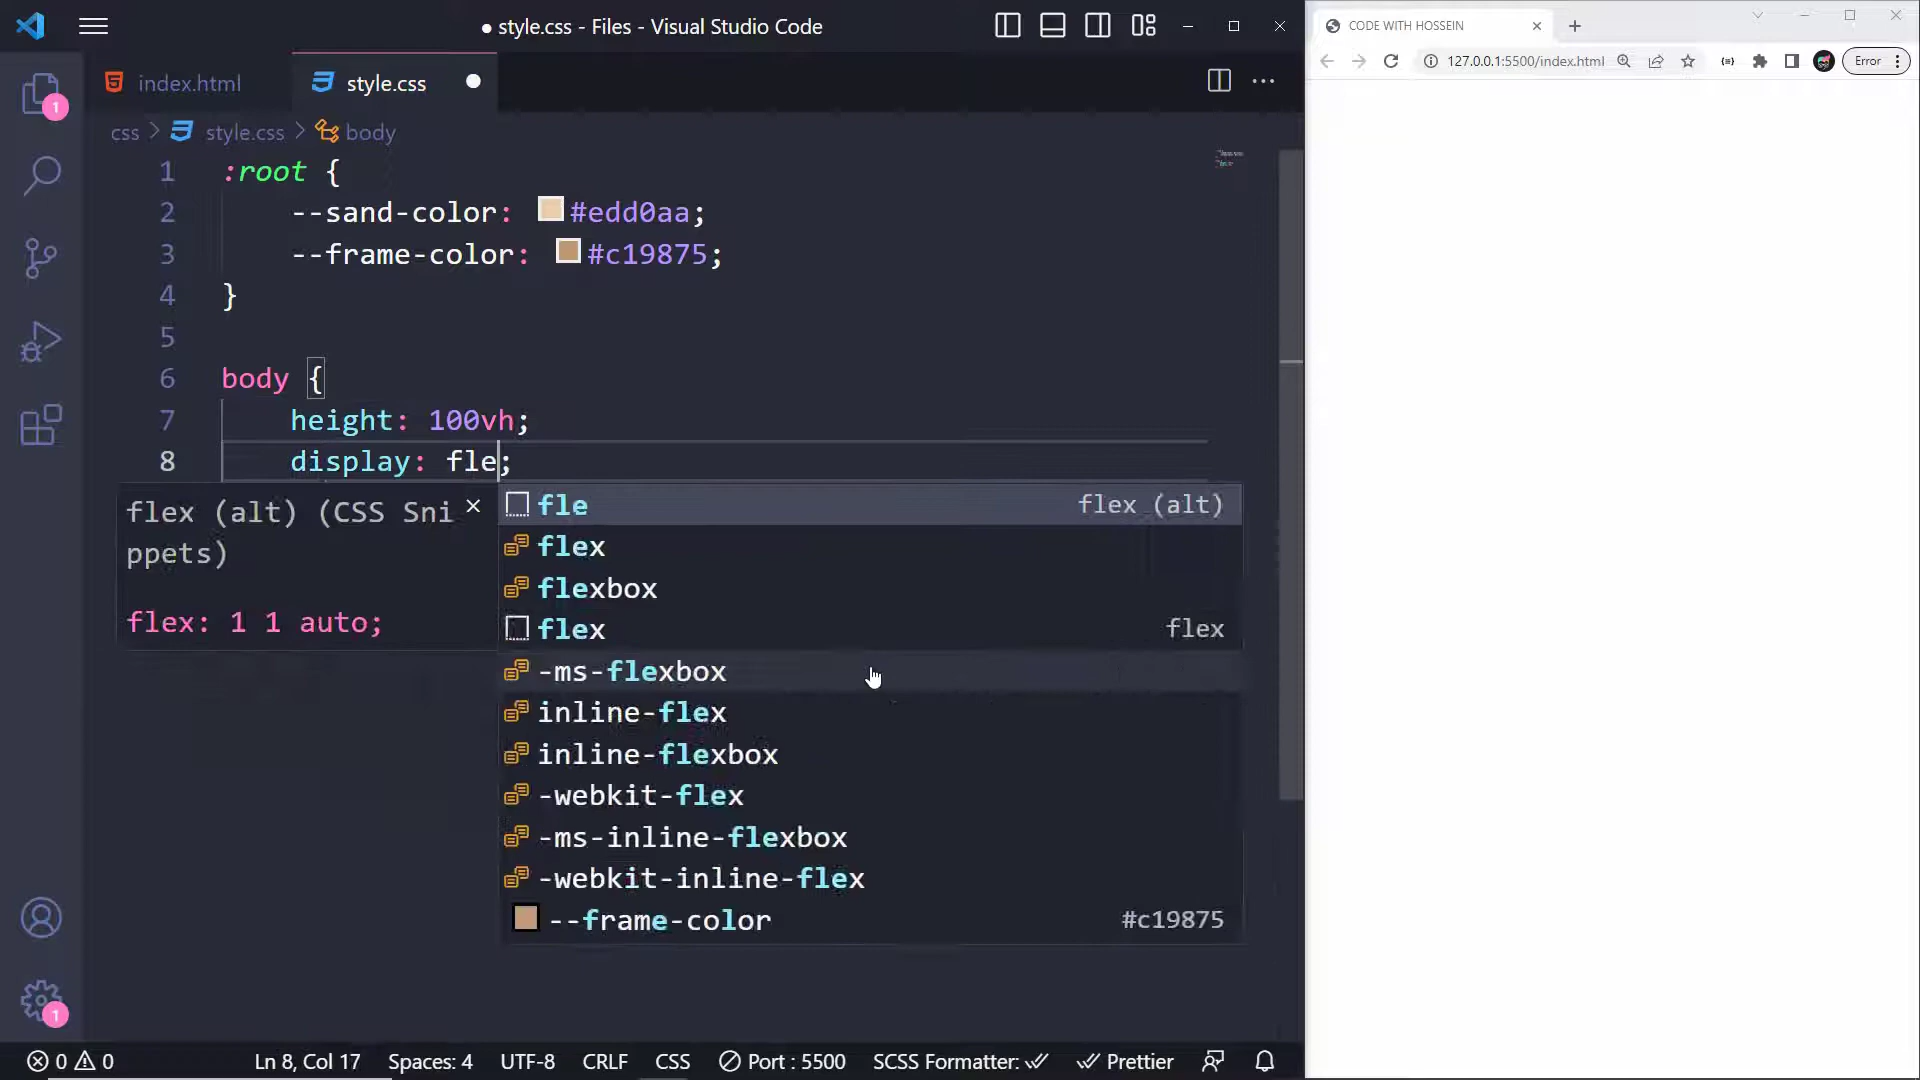 ● style.css - Files - Visual Studio Code
index.html
style.css
css > style.css > body
1 :root {
2 --sand-color: #edd0aa;
3 --frame-color: #c19875;
4 }
5
6 body {
7 height: 100vh;
8 display: fle;
flex (alt) (CSS Sni
ppets)
flex: 1 1 auto;
fle flex (alt)
flex
flexbox
flex flex
-ms-flexbox
inline-flex
inline-flexbox
-webkit-flex
-ms-inline-flexbox
-webkit-inline-flex
--frame-color #c19875
1
1
0 0 Ln 8, Col 17 Spaces: 4 UTF-8 CRLF CSS Port : 5500 SCSS Formatter: Prettier
CODE WITH HOSSEIN
127.0.0.1:5500/index.html
Error